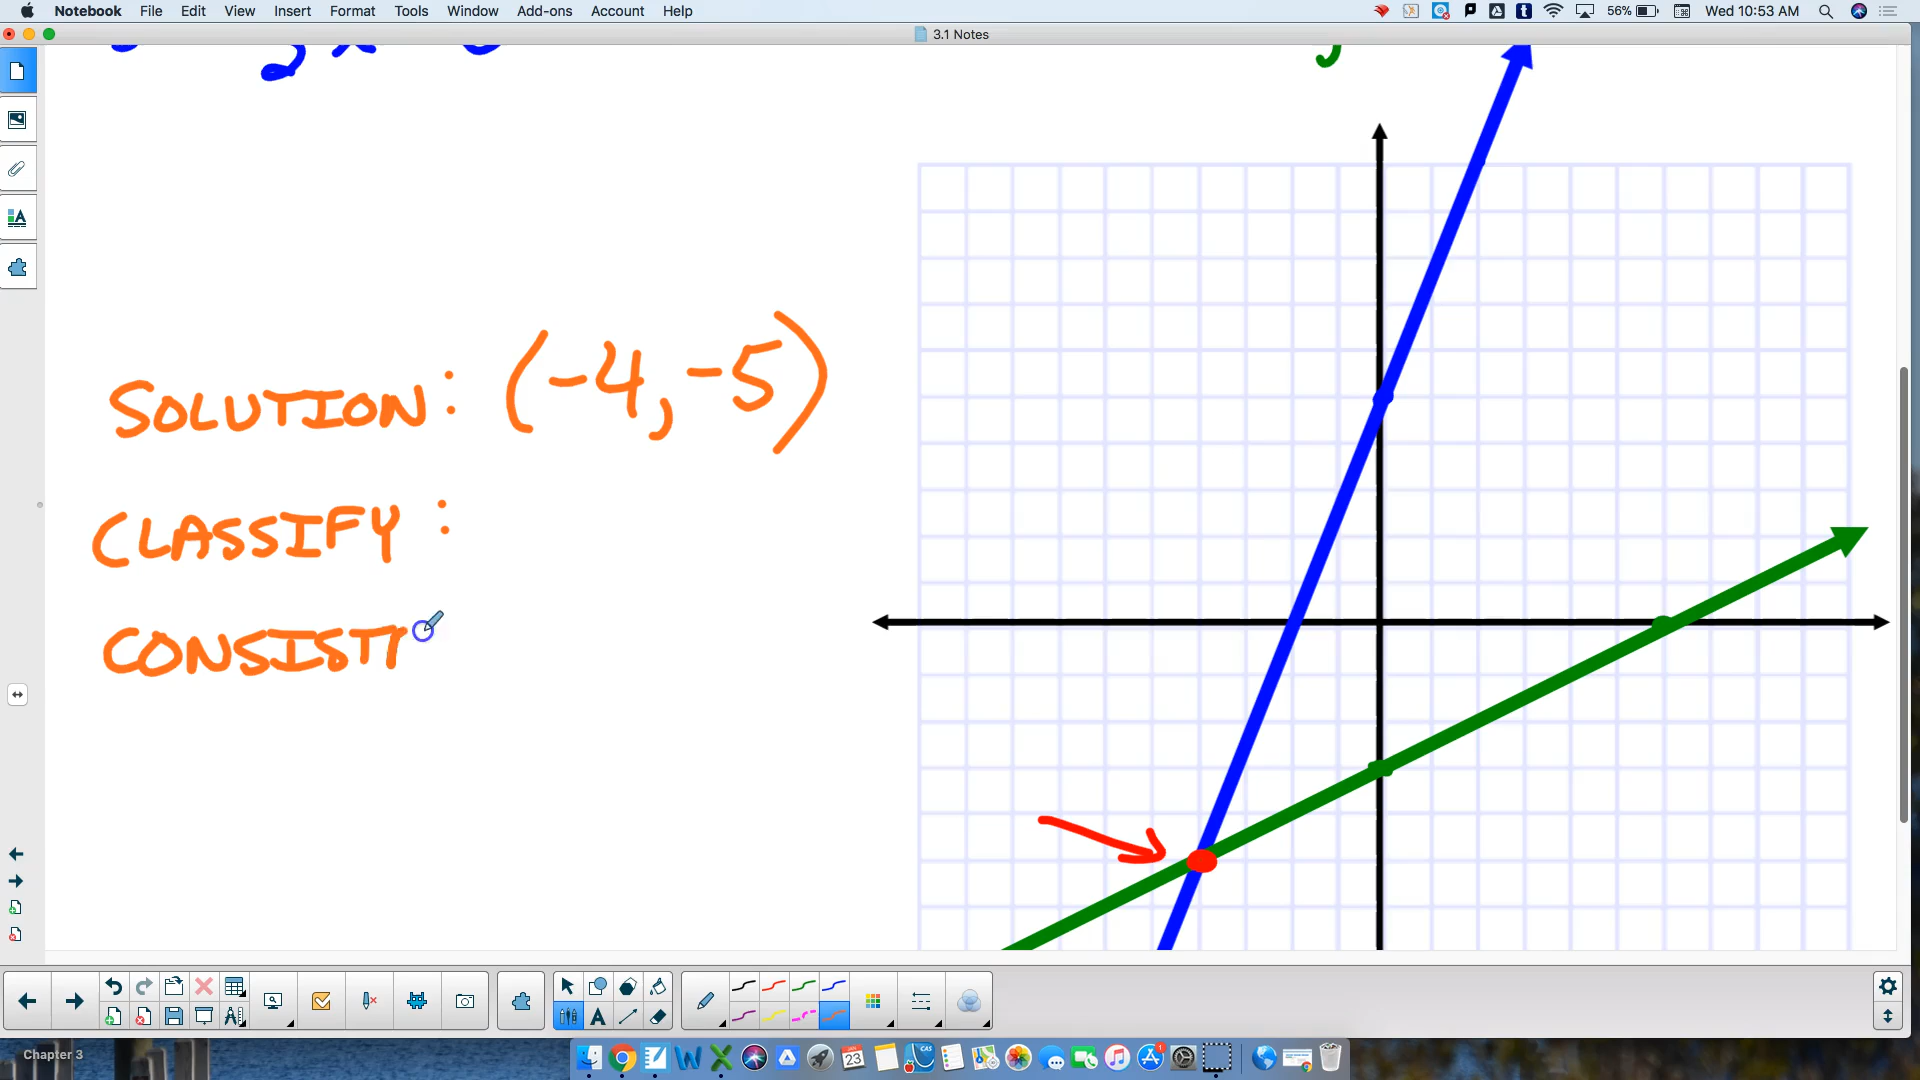 Notebook File Edit View Insert Format Tools Window Add-ons Account Help 56% Wed 10:53 AM
3.1 Notes
SOLUTION: (-4, -5)
CLASSIFY:
CONSIST
Chapter 3